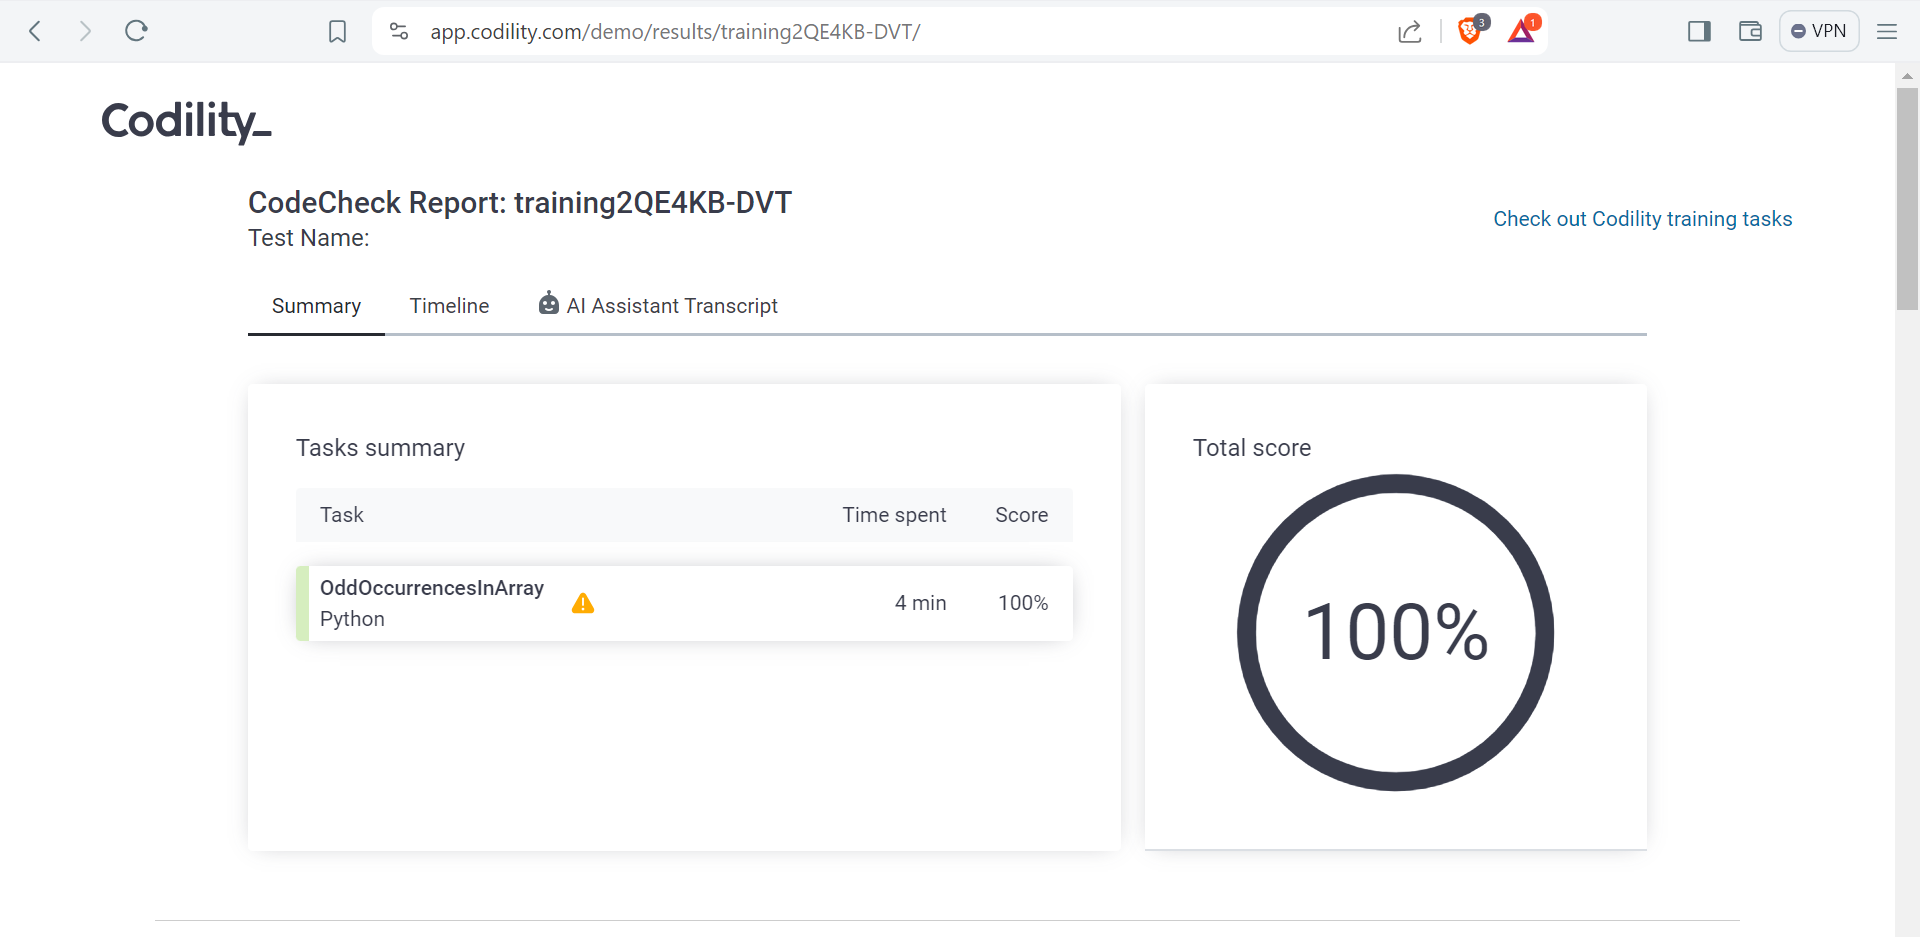 app.codility.com/demo/results/training2QE4KB-DVT/
3
1
VPN
Codility_
CodeCheck Report: training2QE4KB-DVT
Test Name:
Check out Codility training tasks
Summary
Timeline
AI Assistant Transcript
Tasks summary
Task
Time spent
Score
OddOccurrencesInArray
Python
4 min
100%
Total score
100%